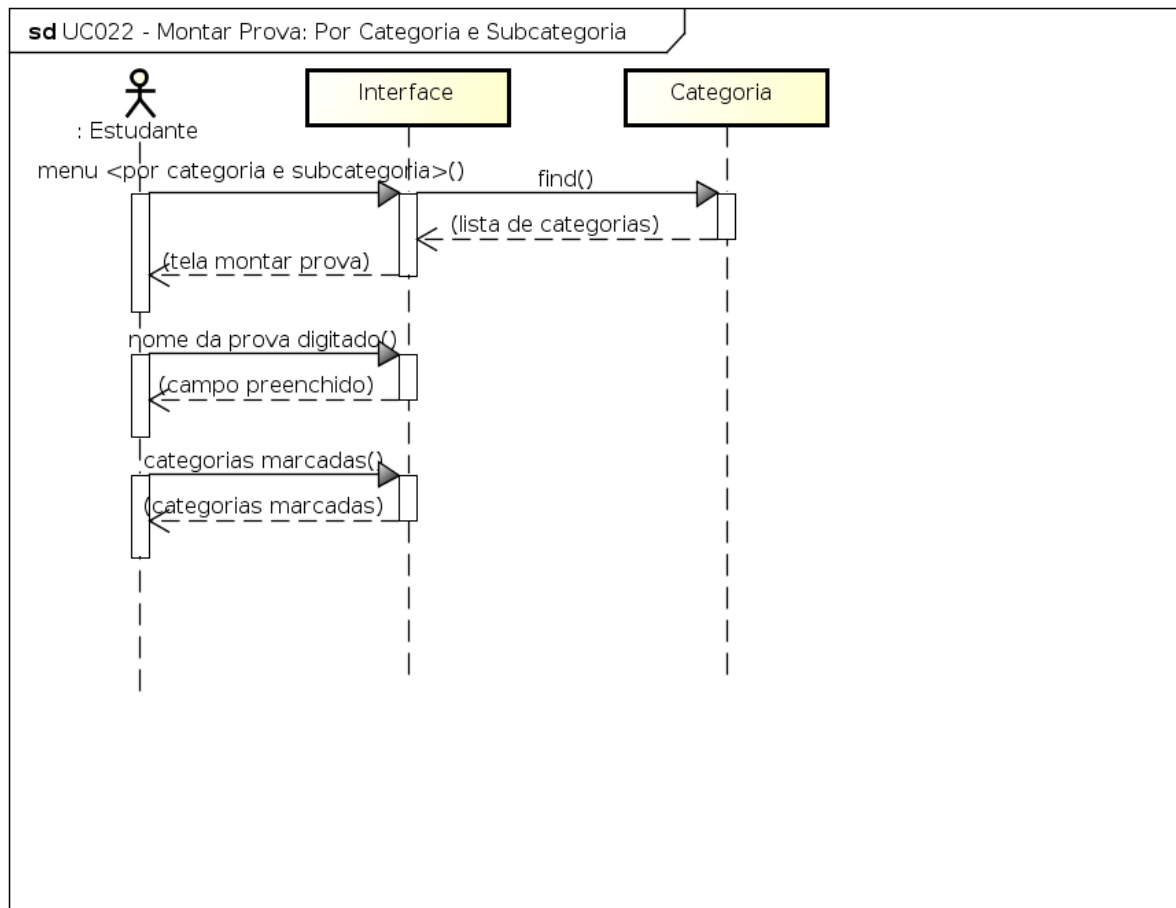 sd UC022 - Montar Prova: Por Categoria e Subcategoria
: Estudante
Interface
Categoria
menu <por categoria e subcategoria>()
find()
(lista de categorias)
(tela montar prova)
nome da prova digitado()
(campo preenchido)
categorias marcadas()
(categorias marcadas)